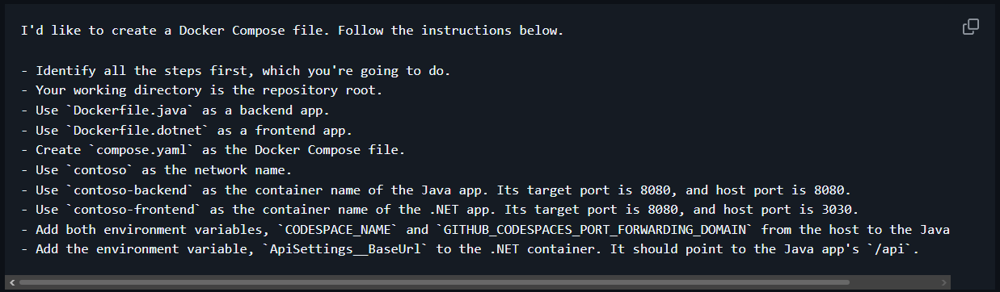 I'd like to create a Docker Compose file. Follow the instructions below.
- Identify all the steps first, which you're going to do.
- Your working directory is the repository root.
- Use `Dockerfile.java` as a backend app.
- Use `Dockerfile.dotnet` as a frontend app.
- Create `compose.yaml` as the Docker Compose file.
- Use `contoso` as the network name.
- Use `contoso-backend` as the container name of the Java app. Its target port is 8080, and host port is 8080.
- Use `contoso-frontend` as the container name of the .NET app. Its target port is 8080, and host port is 3030.
- Add both environment variables, `CODESPACE_NAME` and `GITHUB_CODESPACES_PORT_FORWARDING_DOMAIN` from the host to the Java
- Add the environment variable, `ApiSettings__BaseUrl` to the .NET container. It should point to the Java app's `/api`.